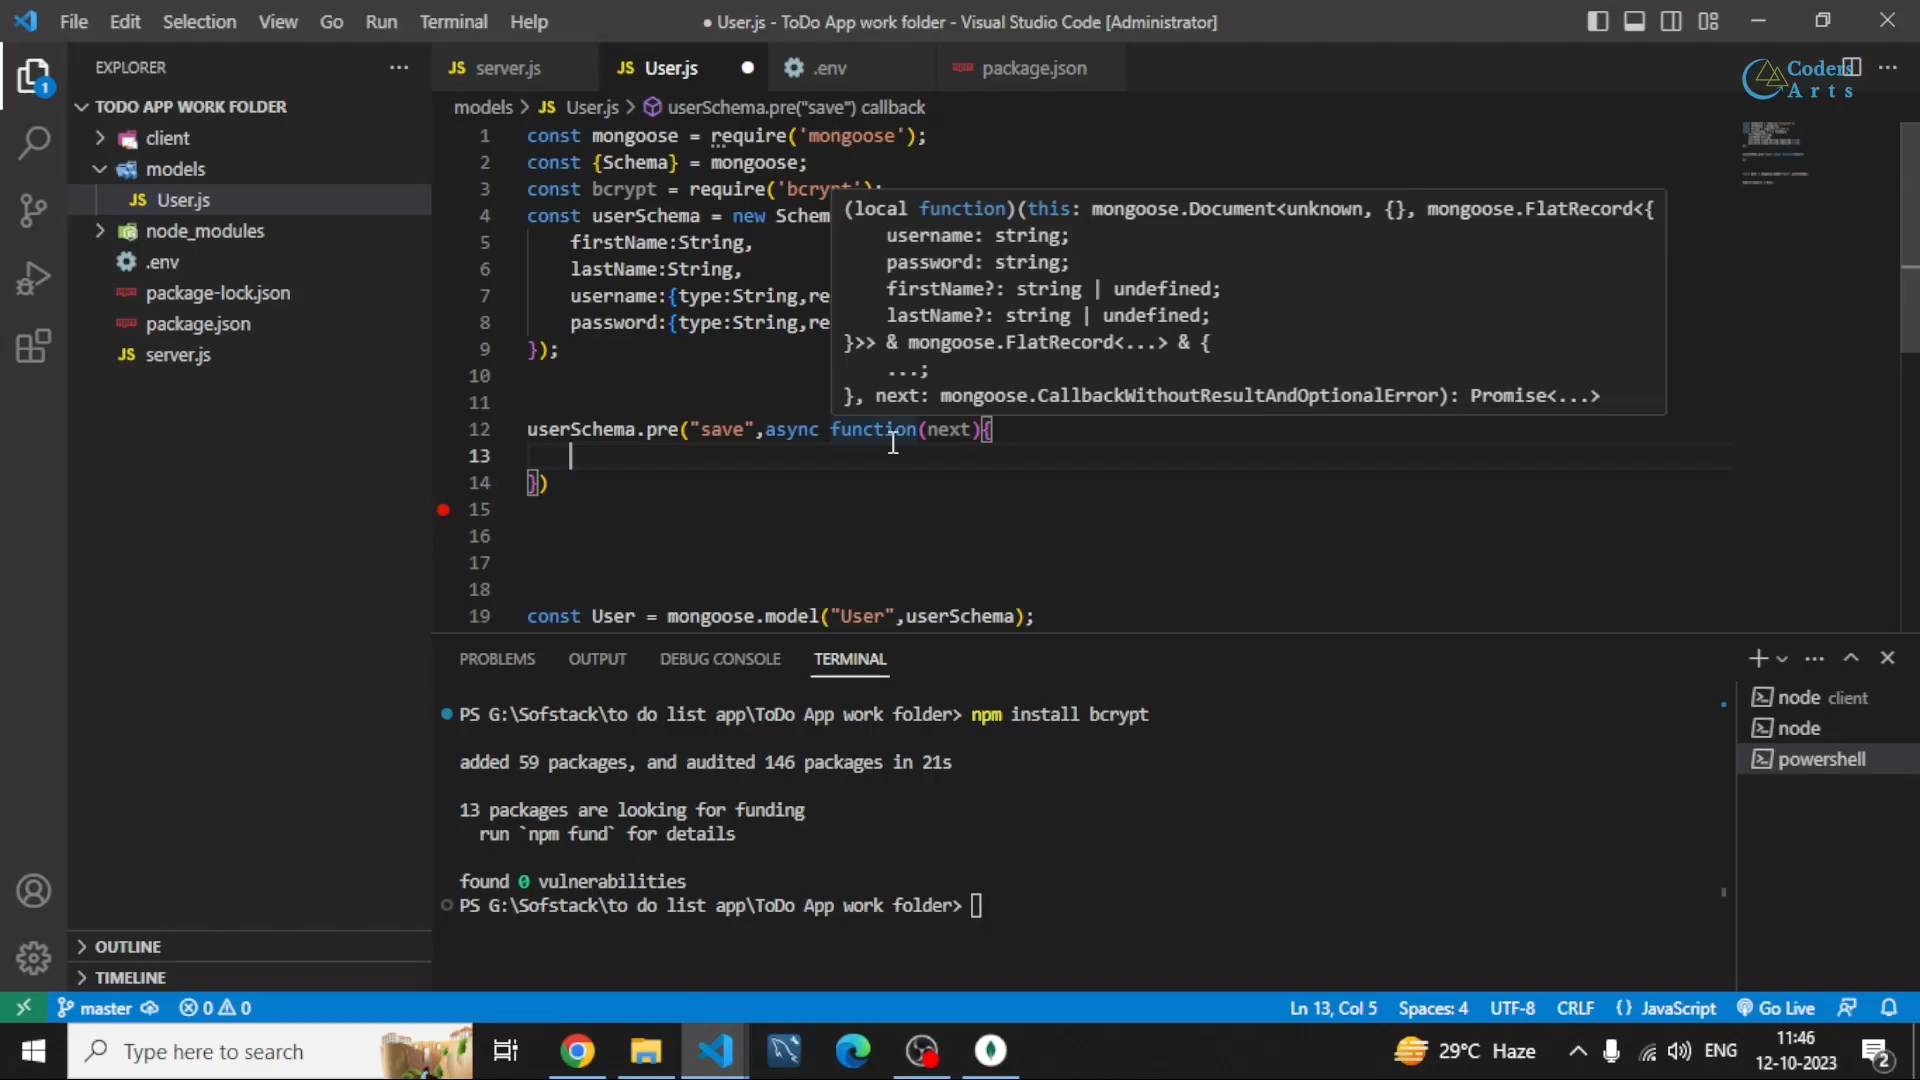 File Edit Selection View Go Run Terminal Help
● User.js - ToDo App work folder - Visual Studio Code [Administrator]
EXPLORER
JS server.js
JS User.js
.env
package.json
Coders
Arts
TODO APP WORK FOLDER
client
models
JS User.js
node_modules
.env
package-lock.json
package.json
JS server.js
OUTLINE
TIMELINE
models > JS User.js > userSchema.pre("save") callback
1 const mongoose = require('mongoose');
2 const {Schema} = mongoose;
3 const bcrypt = require('bcrypt');
4 const userSchema = new Schem
5 firstName:String,
6 lastName:String,
7 username:{type:String,re
8 password:{type:String,re
9 });
10
11
12 userSchema.pre("save",async function(next){
13
14 })
15
16
17
18
19 const User = mongoose.model("User",userSchema);
(local function)(this: mongoose.Document<unknown, {}, mongoose.FlatRecord<{
username: string;
password: string;
firstName?: string | undefined;
lastName?: string | undefined;
}>> & mongoose.FlatRecord<...> & {
...;
}, next: mongoose.CallbackWithoutResultAndOptionalError): Promise<...>
PROBLEMS OUTPUT DEBUG CONSOLE TERMINAL
PS G:\Sofstack\to do list app\ToDo App work folder> npm install bcrypt
added 59 packages, and audited 146 packages in 21s
13 packages are looking for funding
run `npm fund` for details
found 0 vulnerabilities
PS G:\Sofstack\to do list app\ToDo App work folder>
node client
node
powershell
master 0 0
Ln 13, Col 5 Spaces: 4 UTF-8 CRLF {} JavaScript Go Live
Type here to search
29°C Haze
ENG
11:46
12-10-2023
2
1